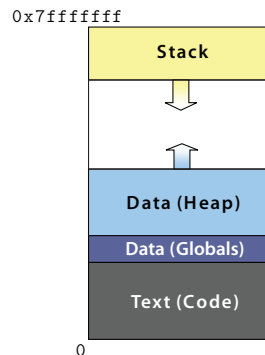 0x7fffffff
Stack
Data (Heap)
Data (Globals)
Text (Code)
0